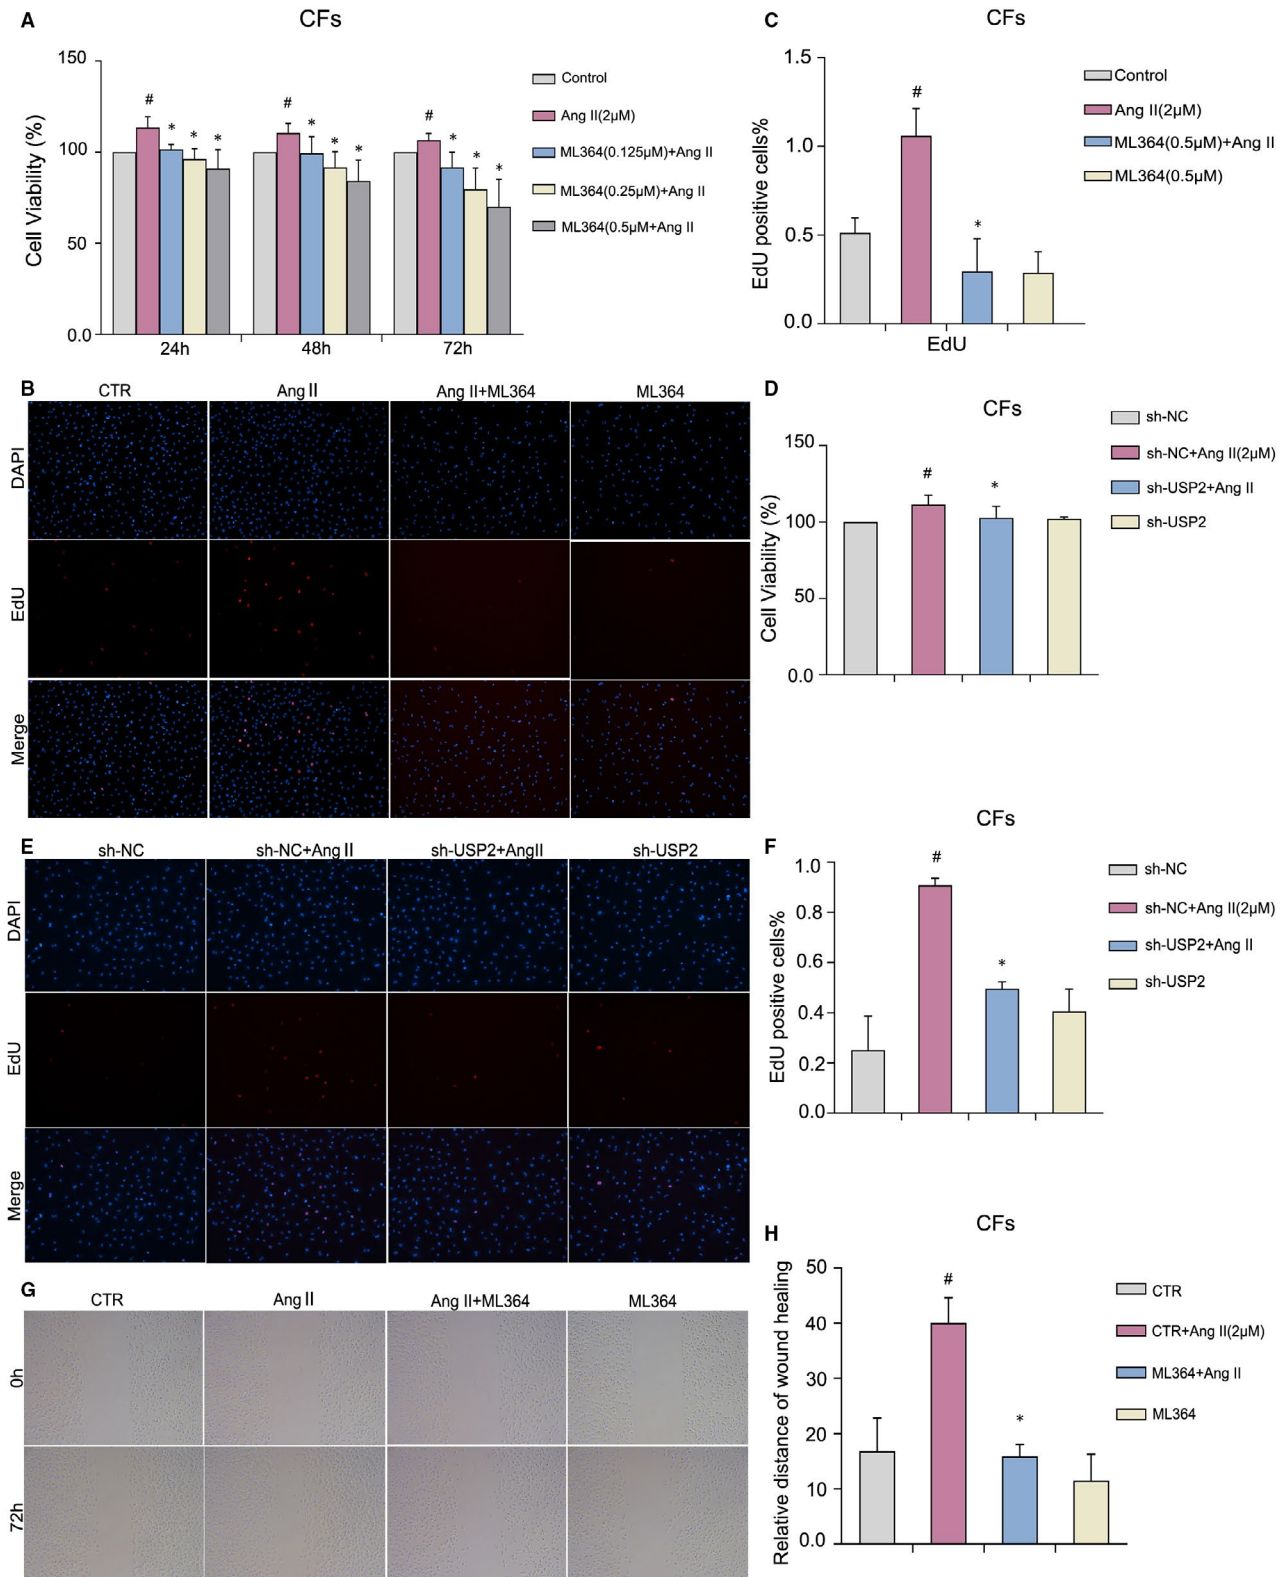 A
CFs
Cell Viability (%)
150
100
50
0.0
#
*
*
*
#
*
*
*
#
*
*
*
24h
48h
72h
Control
Ang II(2μM)
ML364(0.125μM)+Ang II
ML364(0.25μM)+Ang II
ML364(0.5μM+Ang II
C
CFs
EdU positive cells%
1.5
1.0
0.5
0.0
#
*
EdU
Control
Ang II(2μM)
ML364(0.5μM)+Ang II
ML364(0.5μM)
B
CTR
Ang II
Ang II+ML364
ML364
DAPI
EdU
Merge
D
CFs
Cell Viability (%)
150
100
50
0.0
#
*
sh-NC
sh-NC+Ang II(2μM)
sh-USP2+Ang II
sh-USP2
E
sh-NC
sh-NC+Ang II
sh-USP2+AngII
sh-USP2
DAPI
EdU
Merge
F
CFs
EdU positive cells%
1.0
0.8
0.6
0.4
0.2
0.0
#
*
sh-NC
sh-NC+Ang II(2μM)
sh-USP2+Ang II
sh-USP2
G
CTR
Ang II
Ang II+ML364
ML364
0h
72h
H
CFs
Relative distance of wound healing
50
40
30
20
10
0.0
#
*
CTR
CTR+Ang II(2μM)
ML364+Ang II
ML364